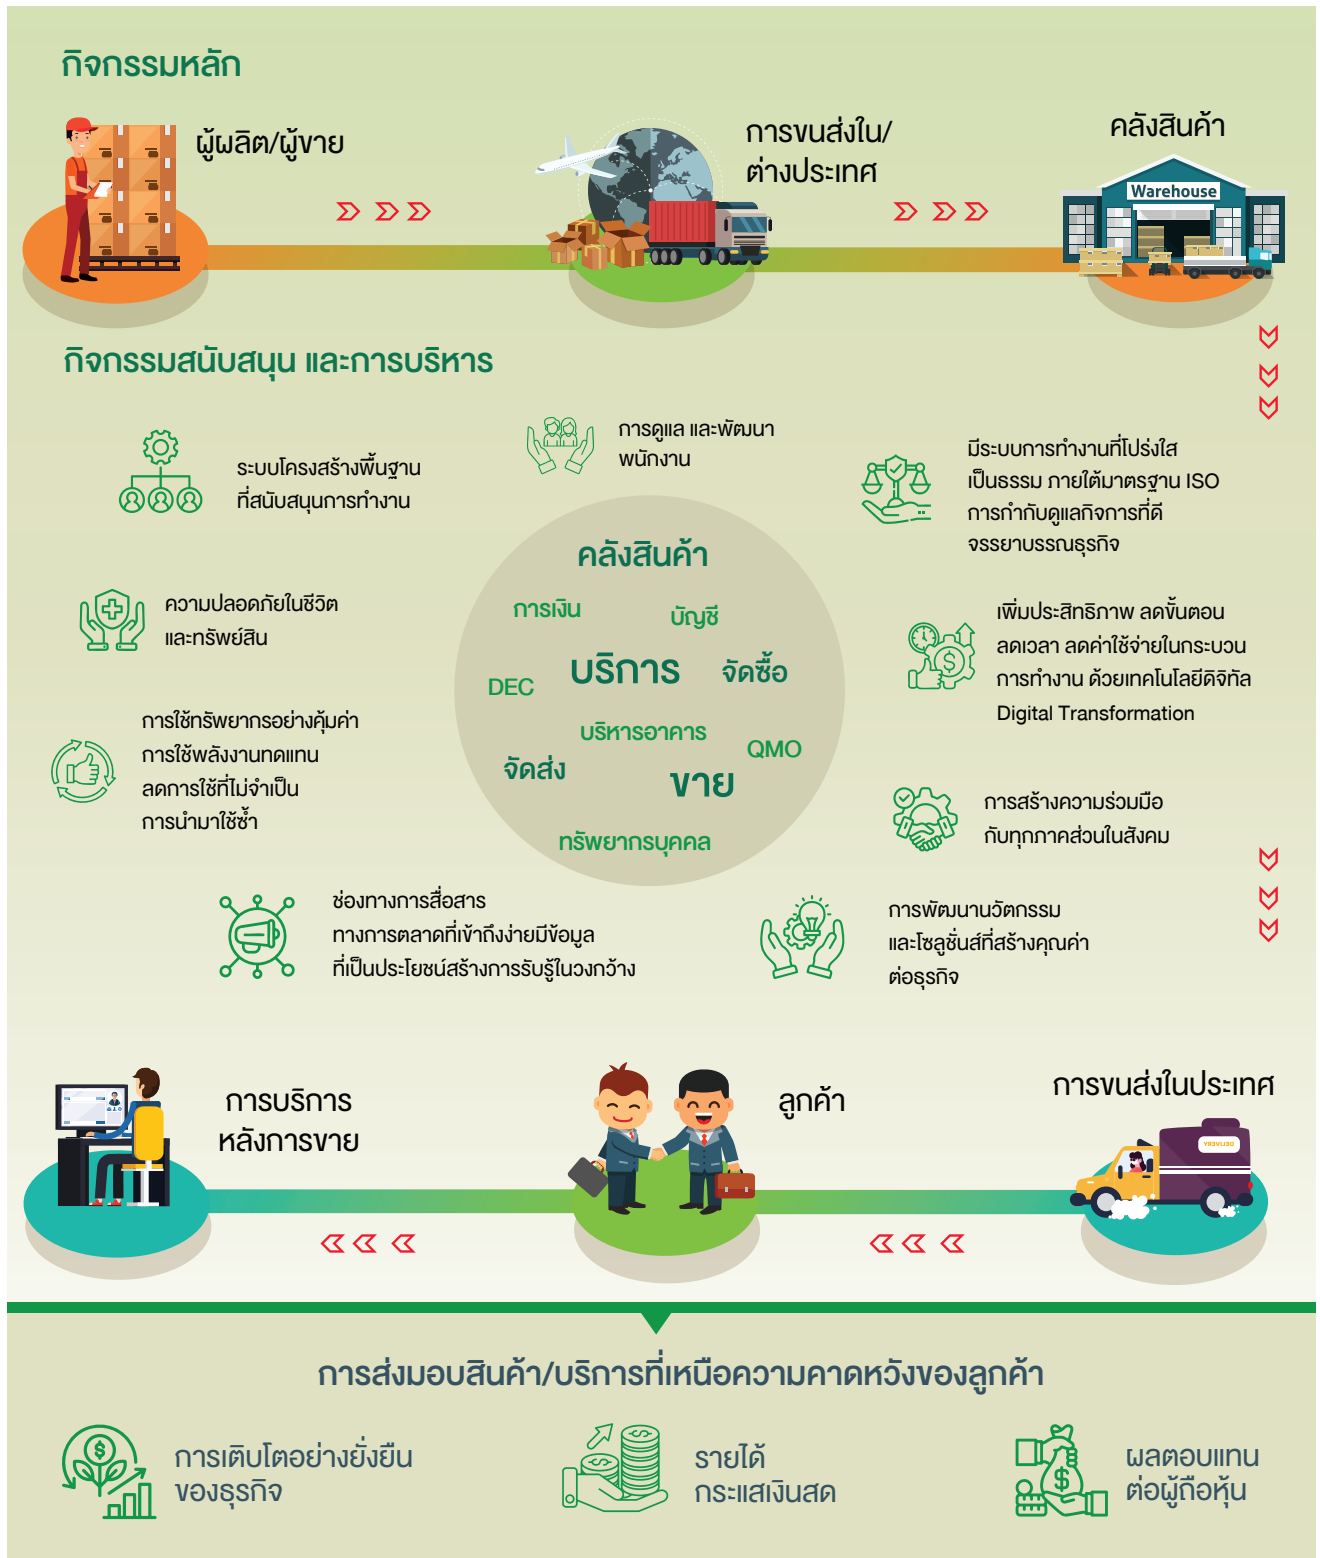 กิจกรรมหลัก
ผู้ผลิต/ผู้ขาย
การขนส่งใน/
ต่างประเทศ
คลังสินค้า
Warehouse
กิจกรรมสนับสนุน และการบริหาร
ระบบโครงสร้างพื้นฐาน
ที่สนับสนุนการทำงาน
การดูแล และพัฒนา
พนักงาน
มีระบบการทำงานที่โปร่งใส
เป็นธรรม ภายใต้มาตรฐาน ISO
การกำกับดูแลกิจการที่ดี
จรรยาบรรณธุรกิจ
ความปลอดภัยในชีวิต
และทรัพย์สิน
เพิ่มประสิทธิภาพ ลดขั้นตอน
ลดเวลา ลดค่าใช้จ่ายในกระบวน
การทำงาน ด้วยเทคโนโลยีดิจิทัล
Digital Transformation
การใช้ทรัพยากรอย่างคุ้มค่า
การใช้พลังงานทดแทน
ลดการใช้ที่ไม่จำเป็น
การนำมาใช้ซ้ำ
คลังสินค้า
การเงิน
บัญชี
บริการ
จัดซื้อ
DEC
บริหารอาคาร
QMO
จัดส่ง
ขาย
ทรัพยากรบุคคล
การสร้างความร่วมมือ
กับทุกภาคส่วนในสังคม
ช่องทางการสื่อสาร
ทางการตลาดที่เข้าถึงง่ายมีข้อมูล
ที่เป็นประโยชน์สร้างการรับรู้ในวงกว้าง
การพัฒนานวัตกรรม
และโซลูชั่นส์ที่สร้างคุณค่า
ต่อธุรกิจ
การบริการ
หลังการขาย
ลูกค้า
การขนส่งในประเทศ
DELIVERY
การส่งมอบสินค้า/บริการที่เหนือความคาดหวังของลูกค้า
การเติบโตอย่างยั่งยืน
ของธุรกิจ
รายได้
กระแสเงินสด
ผลตอบแทน
ต่อผู้ถือหุ้น